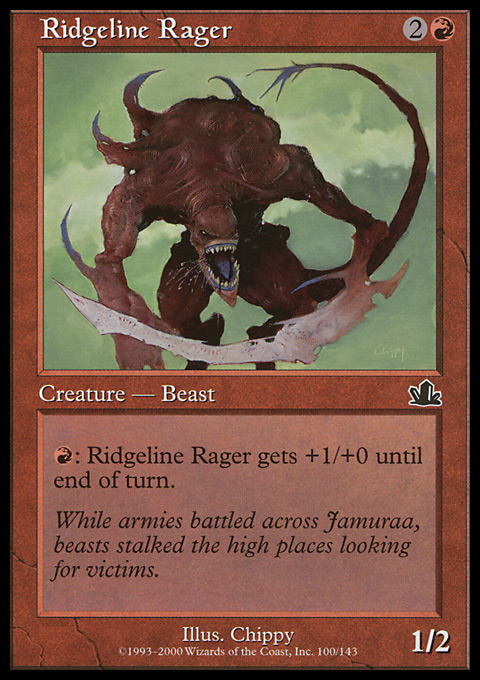 Ridgeline Rager 2
Chippy
Creature — Beast
: Ridgeline Rager gets +1/+0 until
end of turn.
While armies battled across Jamuraa,
beasts stalked the high places looking
for victims.
Illus. Chippy
©1993–2000 Wizards of the Coast, Inc. 100/143
1/2